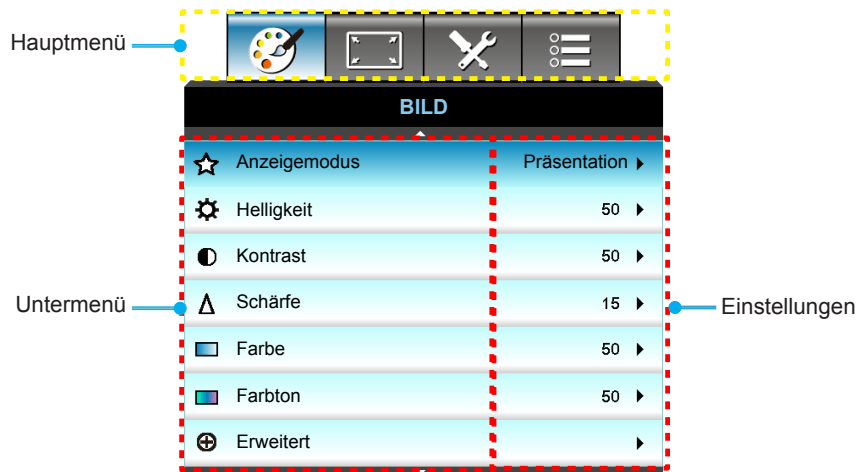 Hauptmenü
BILD
Anzeigemodus Präsentation
Helligkeit 50
Kontrast 50
Untermenü
Schärfe 15
Einstellungen
Farbe 50
Farbton 50
Erweitert